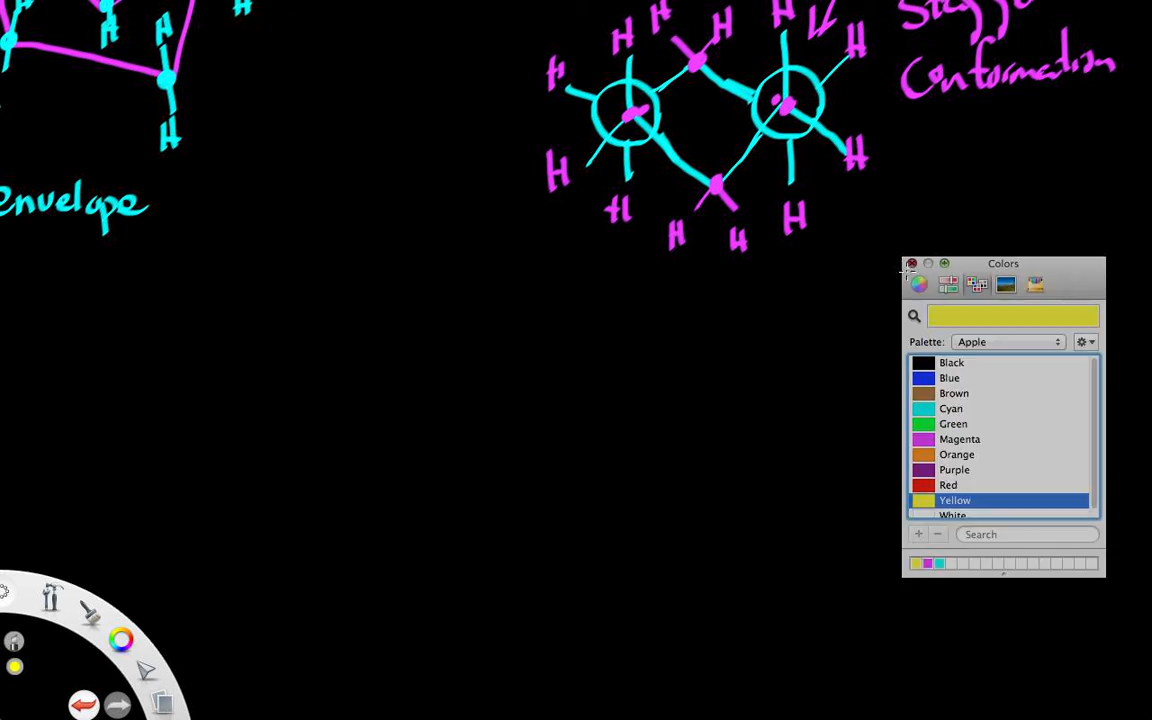 H
H
H
H
envelope
H
H
H
H
H
H
H
H
H
H
H
H
Conformation
Colors
Palette: Apple
Black
Blue
Brown
Cyan
Green
Magenta
Orange
Purple
Red
Yellow
White
Search